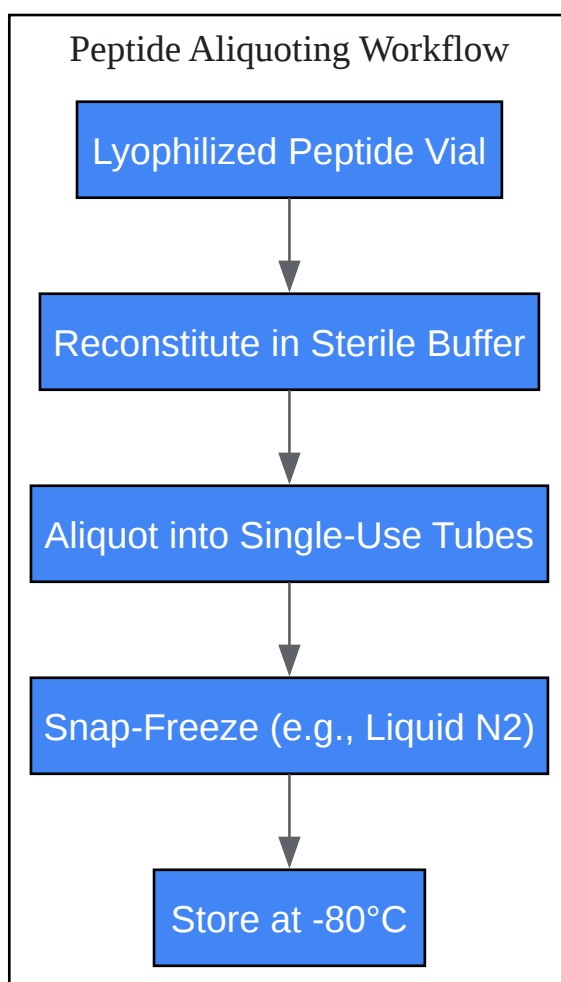 Peptide Aliquoting Workflow
Lyophilized Peptide Vial
Reconstitute in Sterile Buffer
Aliquot into Single-Use Tubes
Snap-Freeze (e.g., Liquid N2)
Store at -80°C